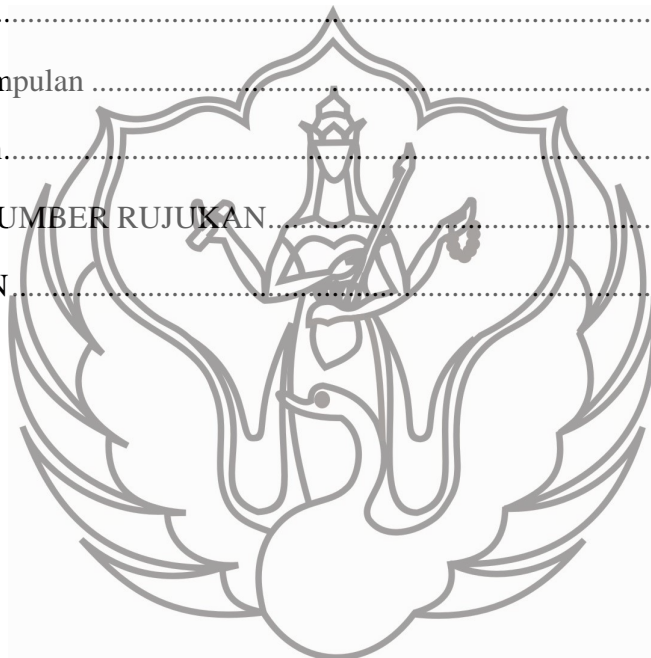 ........................................................................................
mpulan ........................................................................................
........................................................................................
UMBER RUJUKAN........................................................................
N ........................................................................................